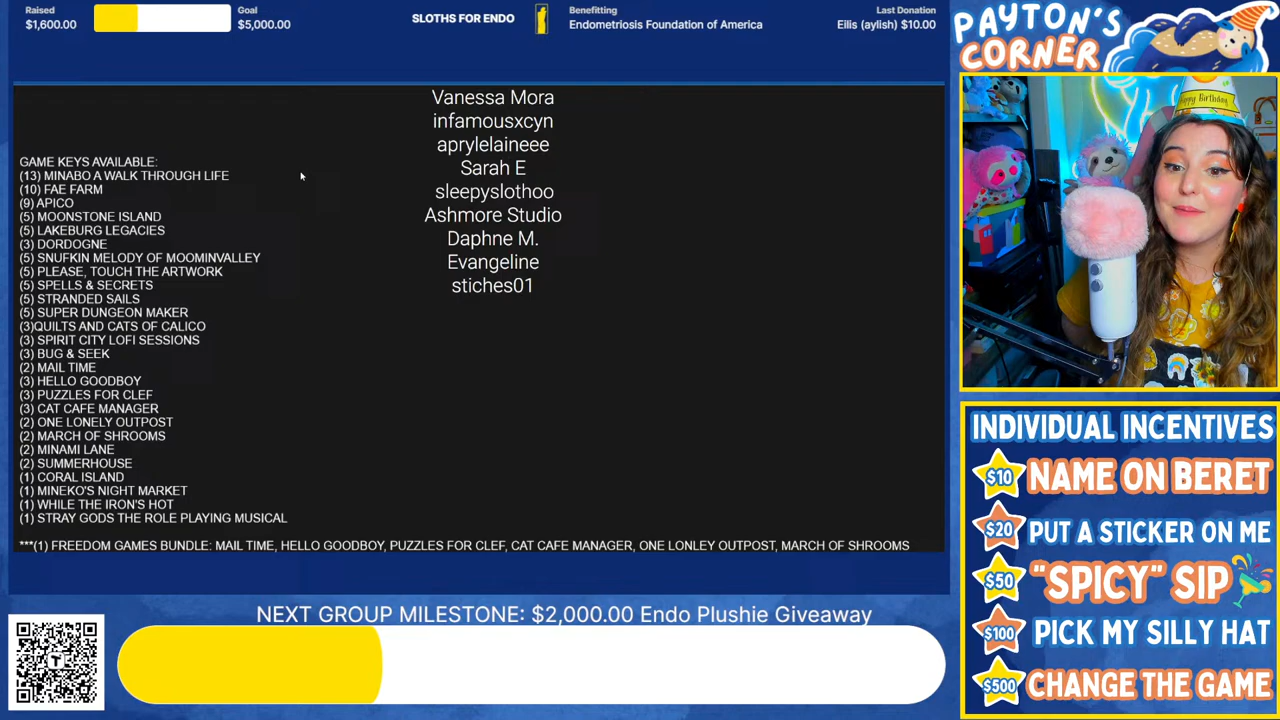 Raised
$1,600.00
Goal
$5,000.00
SLOTHS FOR ENDO
Benefitting
Endometriosis Foundation of America
Last Donation
Eilis (aylish) $10.00
PAYTON'S
CORNER
Happy Birthday
Vanessa Mora
infamousxcyn
aprylelaineee
Sarah E
sleepyslothoo
Ashmore Studio
Daphne M.
Evangeline
stiches01
GAME KEYS AVAILABLE:
(13) MINABO A WALK THROUGH LIFE
(10) FAE FARM
(9) APICO
(5) MOONSTONE ISLAND
(5) LAKEBURG LEGACIES
(3) DORDOGNE
(5) SNUFKIN MELODY OF MOOMINVALLEY
(5) PLEASE, TOUCH THE ARTWORK
(5) SPELLS & SECRETS
(5) STRANDED SAILS
(5) SUPER DUNGEON MAKER
(3)QUILTS AND CATS OF CALICO
(3) SPIRIT CITY LOFI SESSIONS
(3) BUG & SEEK
(2) MAIL TIME
(3) HELLO GOODBOY
(3) PUZZLES FOR CLEF
(3) CAT CAFE MANAGER
(2) ONE LONELY OUTPOST
(2) MARCH OF SHROOMS
(2) MINAMI LANE
(2) SUMMERHOUSE
(1) CORAL ISLAND
(1) MINEKO'S NIGHT MARKET
(1) WHILE THE IRON'S HOT
(1) STRAY GODS THE ROLE PLAYING MUSICAL
***(1) FREEDOM GAMES BUNDLE: MAIL TIME, HELLO GOODBOY, PUZZLES FOR CLEF, CAT CAFE MANAGER, ONE LONLEY OUTPOST, MARCH OF SHROOMS
INDIVIDUAL INCENTIVES
$10 NAME ON BERET
$20 PUT A STICKER ON ME
$50 "SPICY" SIP
$100 PICK MY SILLY HAT
$500 CHANGE THE GAME
NEXT GROUP MILESTONE: $2,000.00 Endo Plushie Giveaway
T